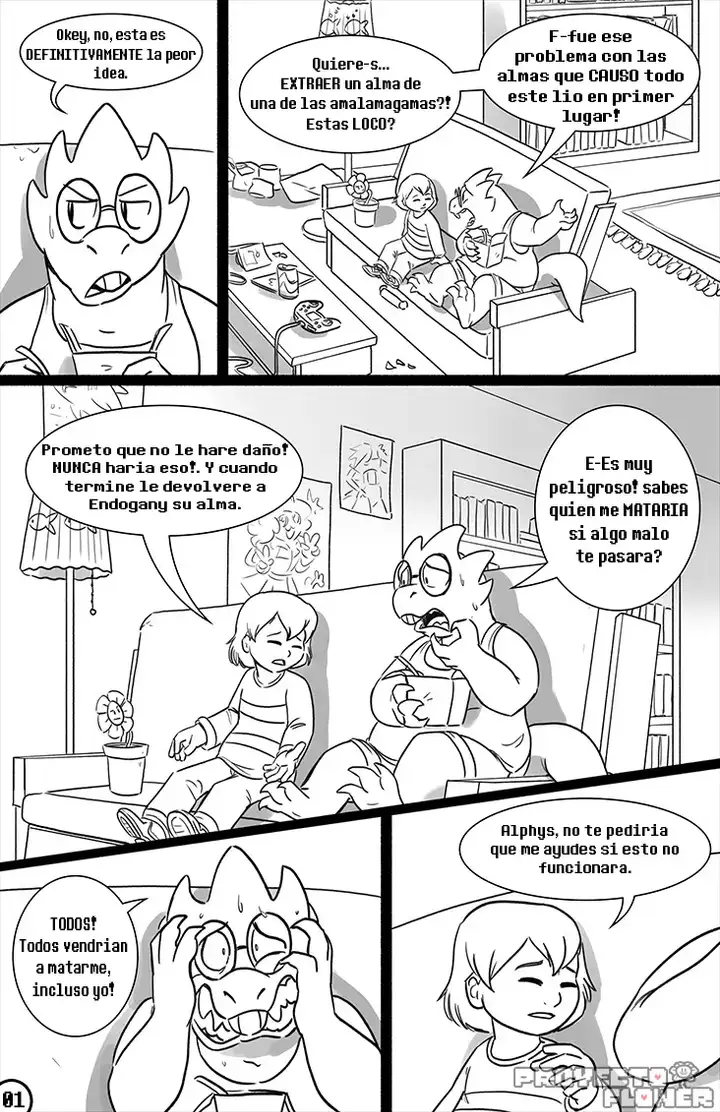 Okey, no, esta es
DEFINITIVAMENTE la peor
idea.
Quiere-s...
EXTRAER un alma de
una de las amalamagamas?!
Estas LOCO?
F-fue ese
problema con las
almas que CAUSO todo
este lio en primer
lugar!
Prometo que no le hare daño!
NUNCA haria eso!. Y cuando
termine le devolvere a
Endogany su alma.
E-Es muy
peligroso! sabes
quien me MATARIA
si algo malo
te pasara?
TODOS!
Todos vendrian
a matarme,
incluso yo!
Alphys, no te pediria
que me ayudes si esto no
funcionara.
01
PROYECTO
FLOWER